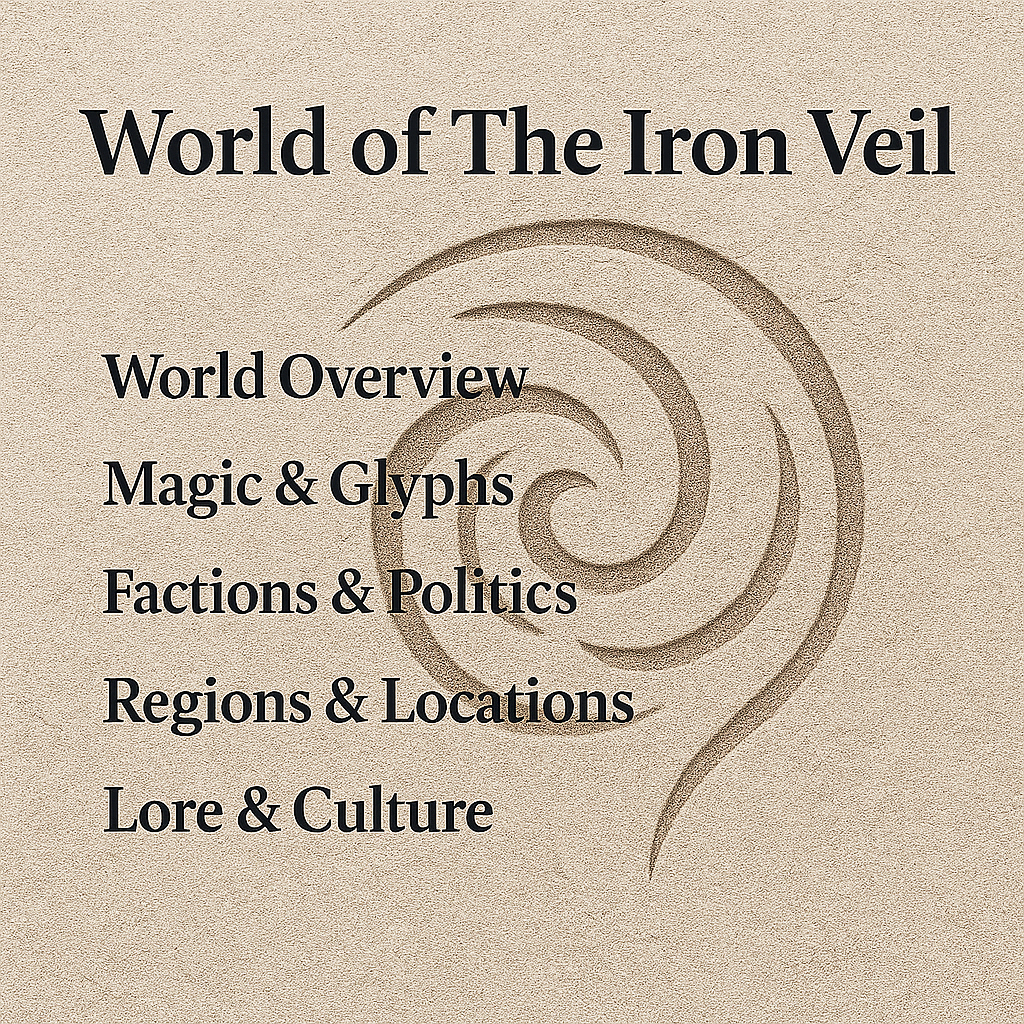 World of The Iron Veil
World Overview
Magic & Glyphs
Factions & Politics
Regions & Locations
Lore & Culture